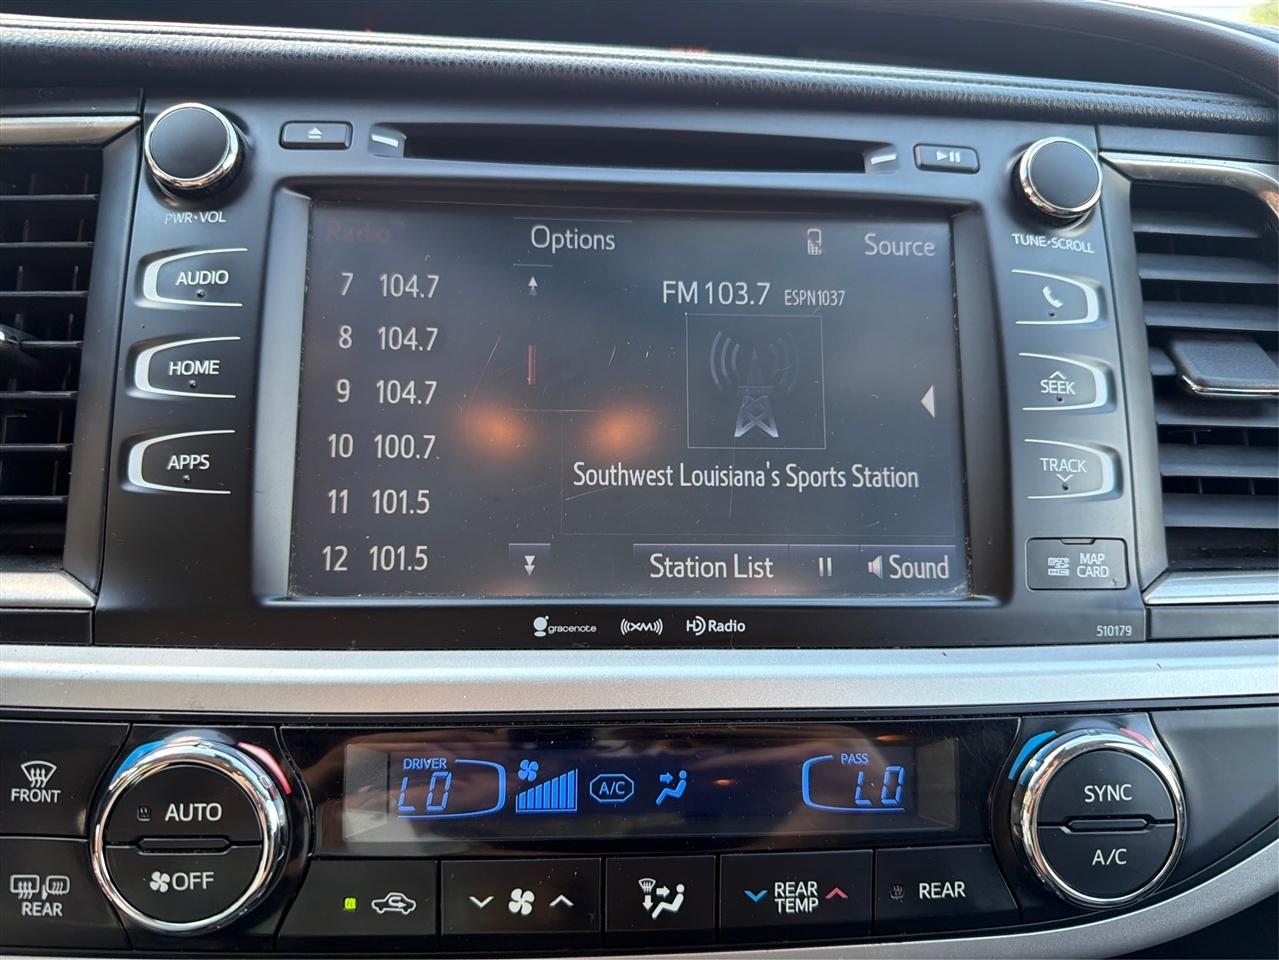 PWR•VOL
AUDIO
HOME
APPS
Radio
Options
Source
7 104.7
8 104.7
9 104.7
10 100.7
11 101.5
12 101.5
FM 103.7 ESPN1037
Southwest Louisiana's Sports Station
Station List
Sound
TUNE•SCROLL
SEEK
TRACK
MAP
CARD
gracenote
((XM))
HD Radio
510179
FRONT
REAR
AUTO
OFF
DRIVER
LO
A/C
PASS
LO
SYNC
A/C
REAR
TEMP
REAR